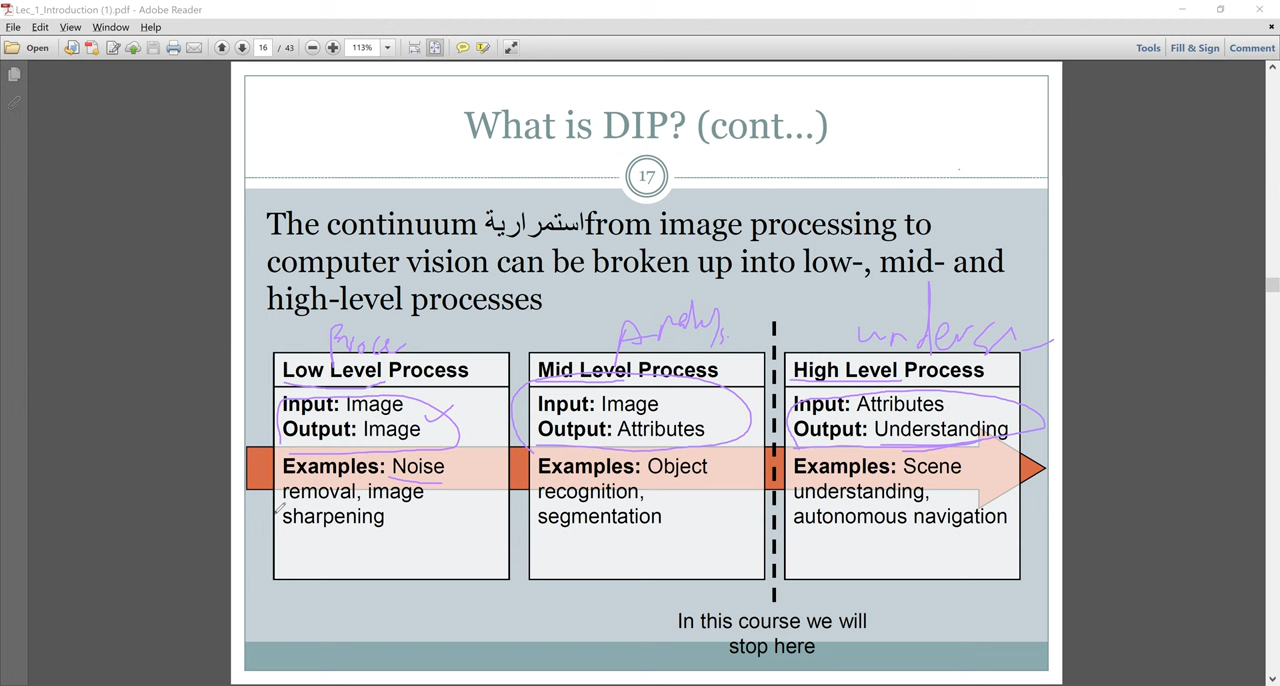 Lec_1_Introduction (1).pdf - Adobe Reader
File Edit View Window Help
Open 16 / 43 113% Tools Fill & Sign Comment
What is DIP? (cont...)
17
The continuum استمرارية from image processing to
computer vision can be broken up into low-, mid- and
high-level processes
Low Level Process
Input: Image
Output: Image
Examples: Noise
removal, image
sharpening
Mid Level Process
Input: Image
Output: Attributes
Examples: Object
recognition,
segmentation
High Level Process
Input: Attributes
Output: Understanding
Examples: Scene
understanding,
autonomous navigation
In this course we will
stop here